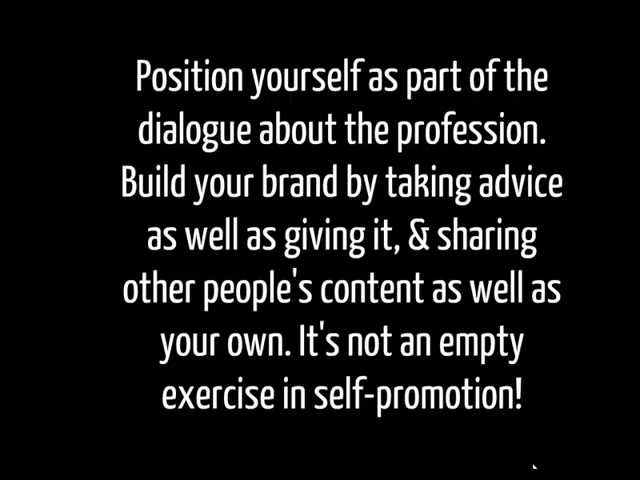 Position yourself as part of the
dialogue about the profession.
Build your brand by taking advice
as well as giving it, & sharing
other people's content as well as
your own. It's not an empty
exercise in self-promotion!